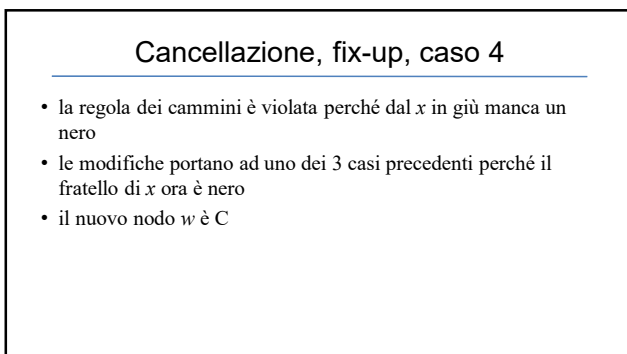 Cancellazione, fix-up, caso 4
• la regola dei cammini è violata perché dal x in giù manca un
nero
• le modifiche portano ad uno dei 3 casi precedenti perché il
fratello di x ora è nero
• il nuovo nodo w è C